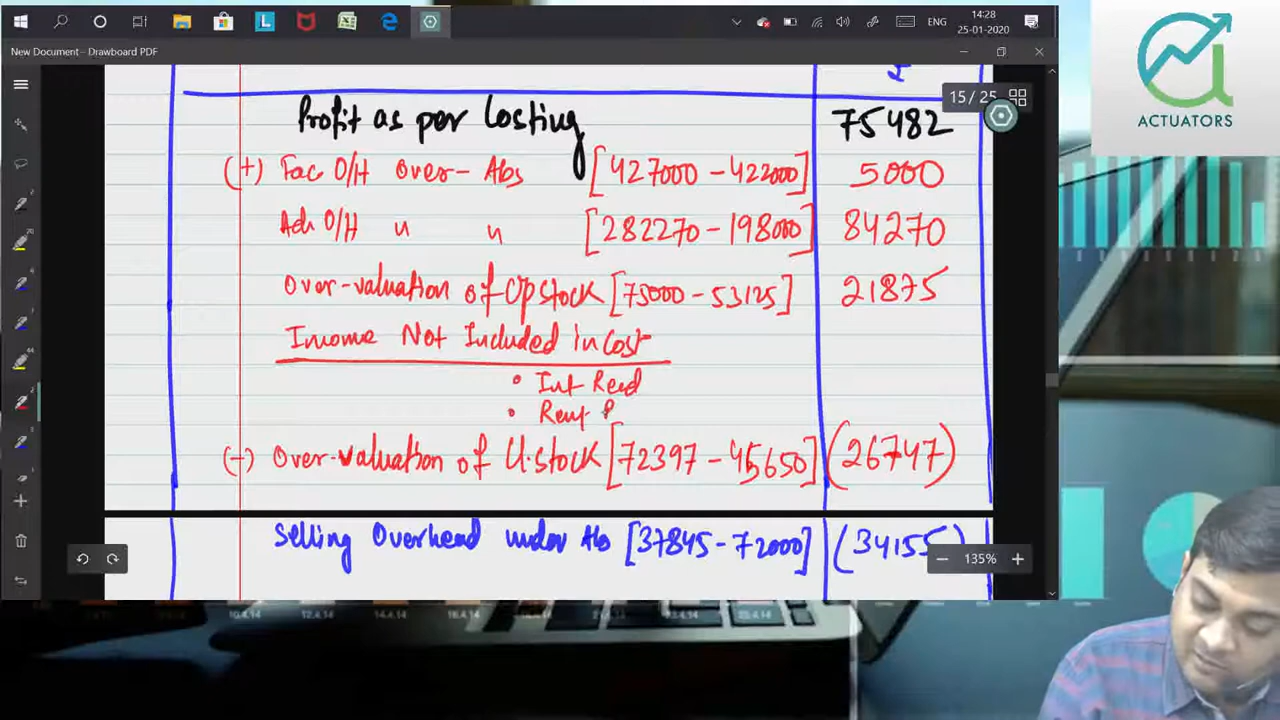 14:28
ENG
25-01-2020
New Document - Drawboard PDF
15 / 25
ACTUATORS
Profit as per Costing 75482
(+) Fac O/H Over-Abs [427000 - 422000] 5000
Adm O/H 〃 〃 [282270 - 198000] 84270
Over-valuation of Op stock [75000 - 53125] 21875
Income Not Included in Cost
• Int Recd
• Rent R
(-) Over-valuation of Cl. stock [72397 - 45650] (26747)
Selling Overhead under Ab [37845 - 72000] (34155)
135%